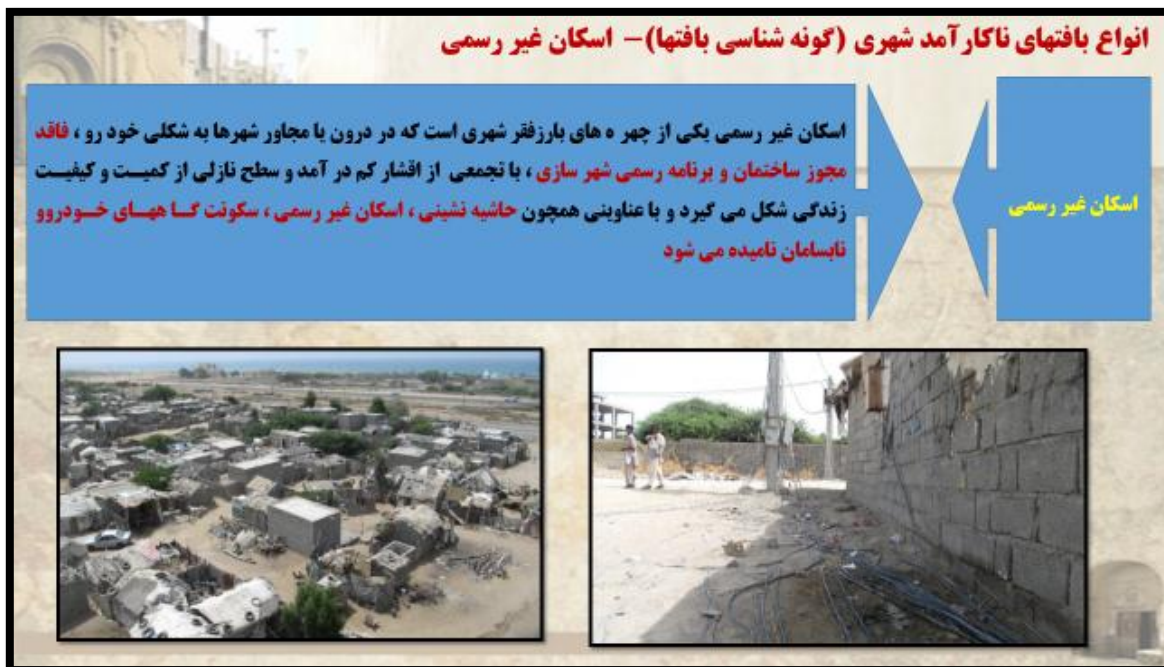 انواع بافتهای ناکارآمد شهری (گونه شناسی بافتها)– اسکان غیر رسمی
اسکان غیر رسمی
اسکان غیر رسمی یکی از چهر ه های بارزفقر شهری است که در درون یا مجاور شهرها به شکلی خود رو ، فاقد
مجوز ساختمان و برنامه رسمی شهر سازی ، با تجمعی از اقشار کم در آمد و سطح نازلی از کمیت و کیفیت
زندگی شکل می گیرد و با عناوینی همچون حاشیه نشینی ، اسکان غیر رسمی ، سکونت گا ههای خودروو
نابسامان نامیده می شود